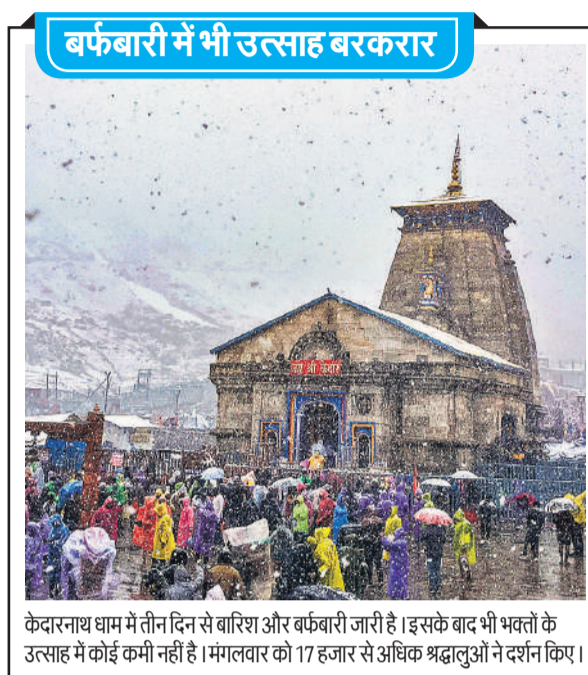 बर्फबारी में भी उत्साह बरकरार
जय श्री केदार
केदारनाथ धाम में तीन दिन से बारिश और बर्फबारी जारी है। इसके बाद भी भक्तों के
उत्साह में कोई कमी नहीं है। मंगलवार को 17 हजार से अधिक श्रद्धालुओं ने दर्शन किए।